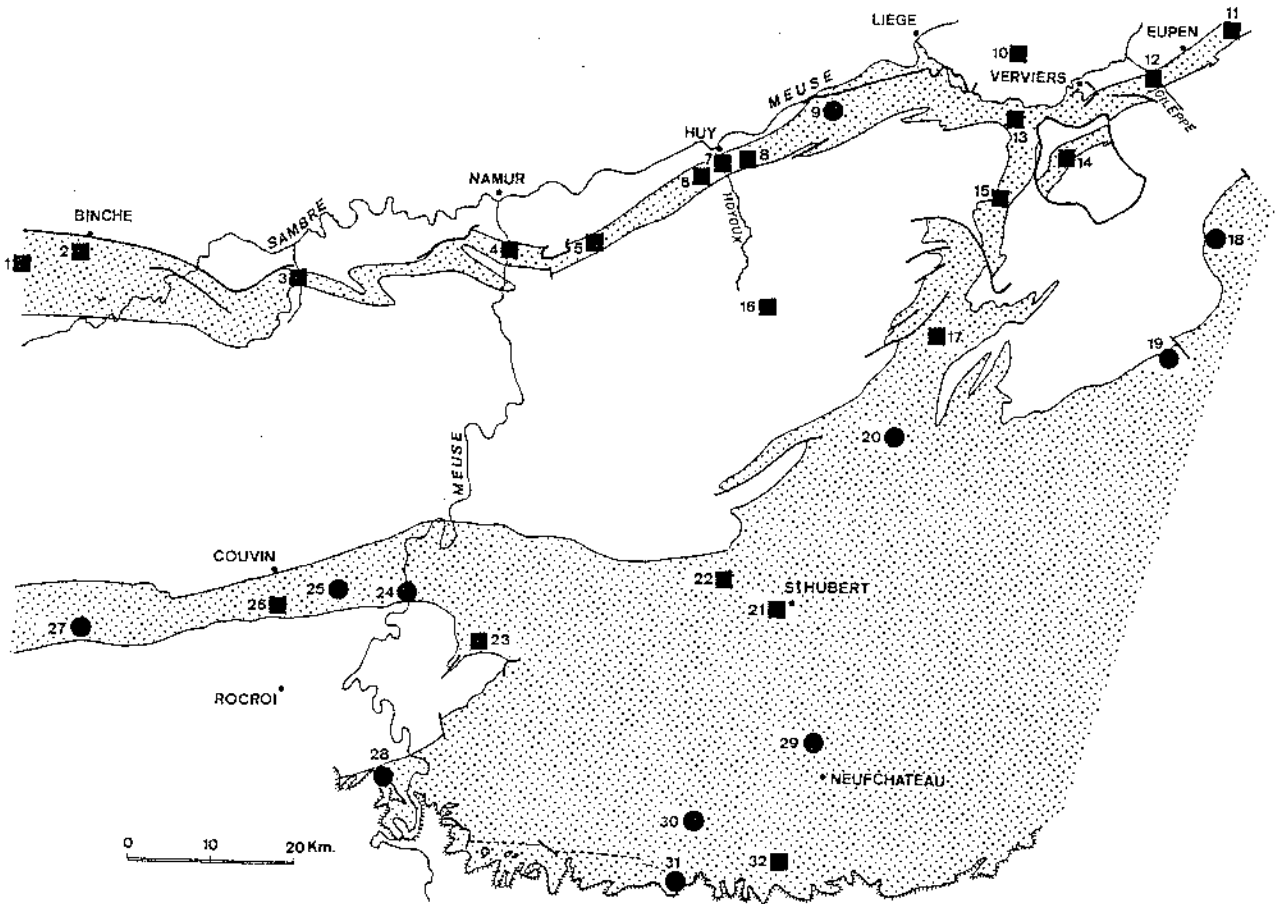 LIEGE
11
EUPEN
10
12
VERVIERS
MEUSE
GILEPPE
9
HUY
13
7
8
14
6
NAMUR
HOYOUX
15
BINCHE
SAMBRE
18
2
4
5
1
3
16
17
19
20
MEUSE
COUVIN
22
ST HUBERT
25
24
26
21
27
23
ROCROI
29
28
NEUFCHATEAU
30
0 10 20 Km.
31
32